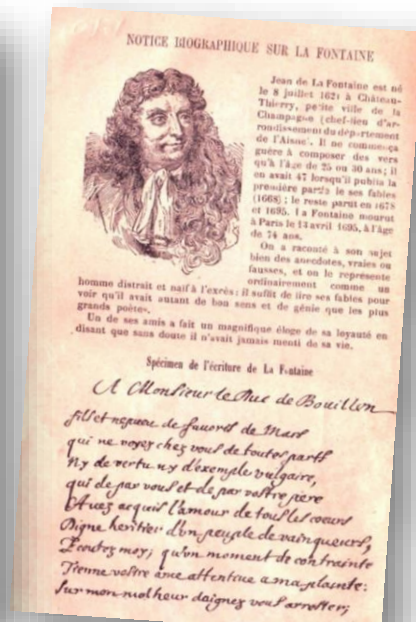 NOTICE BIOGRAPHIQUE SUR LA FONTAINE
Jean de La Fontaine est né
le 8 juillet 1621 à Château-
Thierry, petite ville de la
Champagne (chef-lieu d'ar-
rondissement du département
de l'Aisne). Il ne commença
guère à composer des vers
qu'à l'âge de 25 ou 30 ans; il
en avait 47 lorsqu'il publia la
première partie de ses fables
(1668); le reste parut en 1678
et 1695. La Fontaine mourut
à Paris le 13 avril 1695, à l'âge
de 74 ans.
On a raconté à son sujet
bien des anecdotes, vraies ou
fausses, et on le représente
ordinairement comme un
homme distrait et naïf à l'excès; il suffit de lire ses fables pour
voir qu'il avait autant de bon sens et de génie que les plus
grands poètes.
Un de ses amis a fait un magnifique éloge de sa loyauté en
disant que sans doute il n'avait jamais menti de sa vie.
Spécimen de l'écriture de La Fontaine
A Monsieur le Duc de Bouillon
fils et nepveu de favoris de Mars
qui ne voyez chez vous de toutes parts
Ny de vertu ny d'exemple vulgaire,
qui de par vous et de par vostre pere
Avez acquis l'amour de tous les cœurs
Digne heritier d'un peuple de vainqueurs,
Ecoutez moy; qu'un moment de contrainte
Tienne vostre ame attentive a ma plainte:
Sur mon malheur daignez vous arrester;